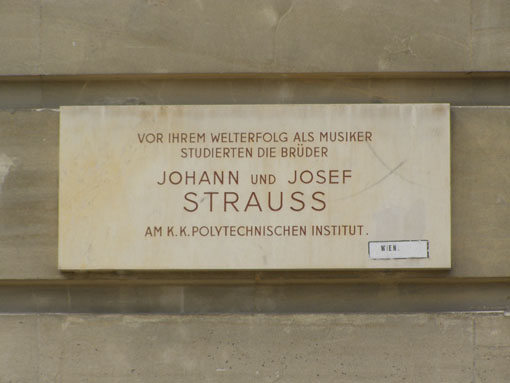 VOR IHREM WELTERFOLG ALS MUSIKER
STUDIERTEN DIE BRÜDER
JOHANN UND JOSEF
STRAUSS
AM K.K.POLYTECHNISCHEN INSTITUT.
WIEN.